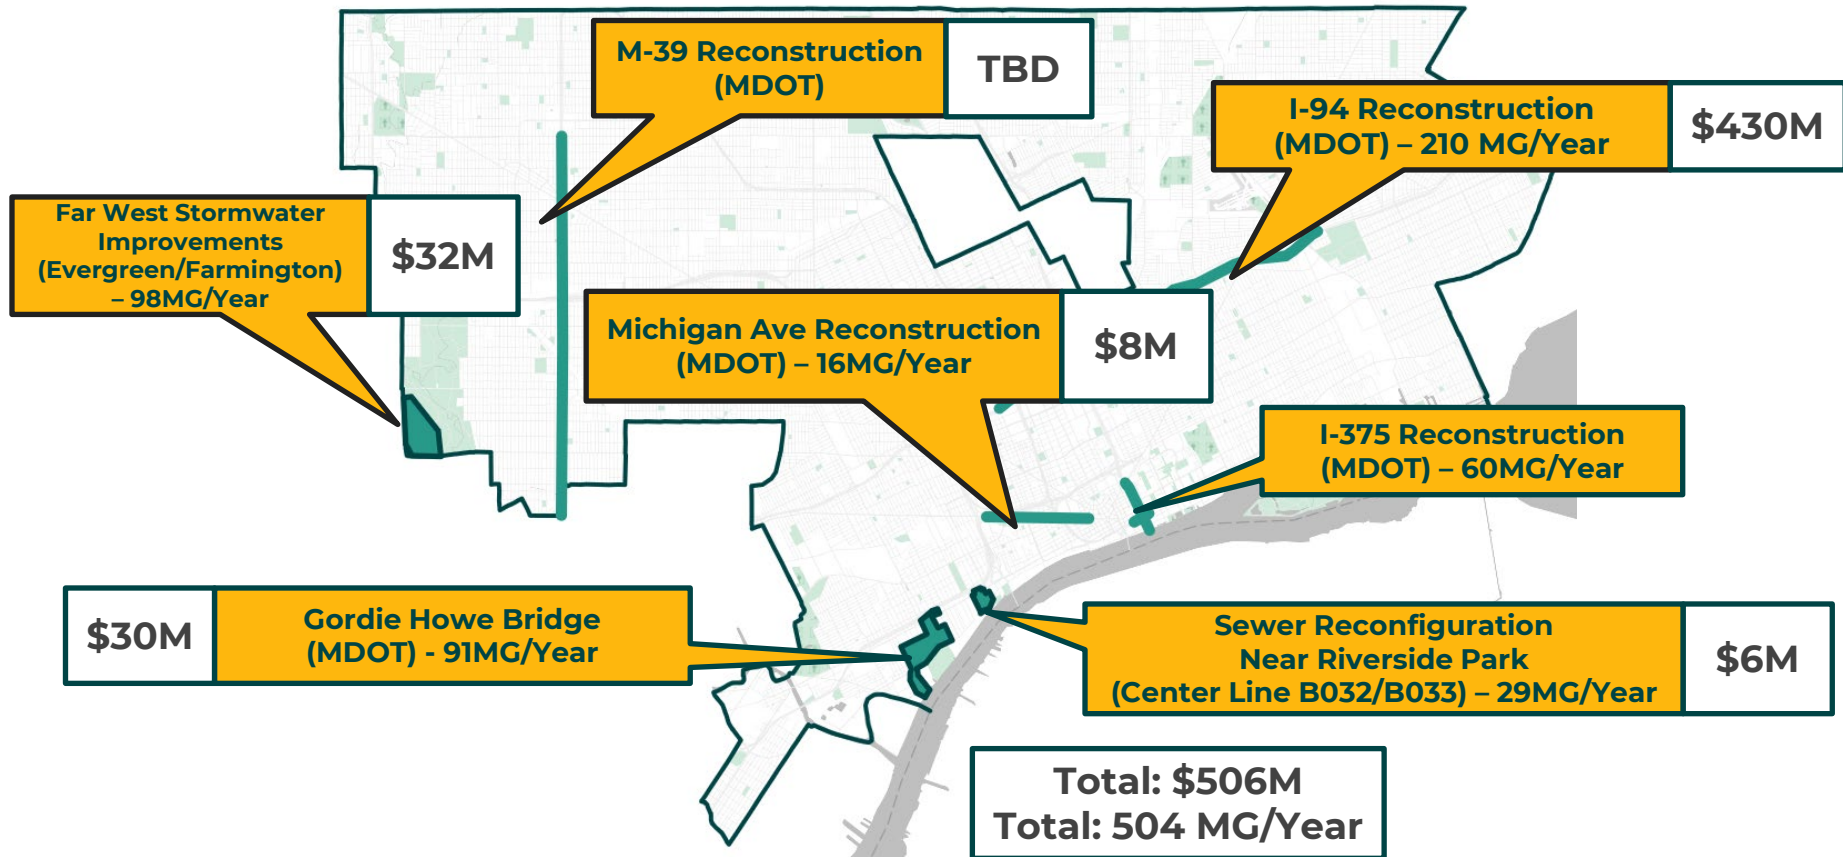 M-39 Reconstruction
(MDOT)
TBD
I-94 Reconstruction
(MDOT) – 210 MG/Year
$430M
Far West Stormwater
Improvements
(Evergreen/Farmington)
– 98MG/Year
$32M
Michigan Ave Reconstruction
(MDOT) – 16MG/Year
$8M
I-375 Reconstruction
(MDOT) – 60MG/Year
$30M
Gordie Howe Bridge
(MDOT) - 91MG/Year
Sewer Reconfiguration
Near Riverside Park
(Center Line B032/B033) – 29MG/Year
$6M
Total: $506M
Total: 504 MG/Year